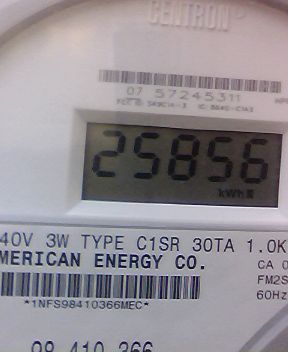 CENTRON
07 57245311
25856
kWh
40V 3W TYPE C1SR 30TA 1.0K
MERICAN ENERGY CO.
CA 0
FM2S
*1NFS98410366MEC*
60Hz
98 410 366